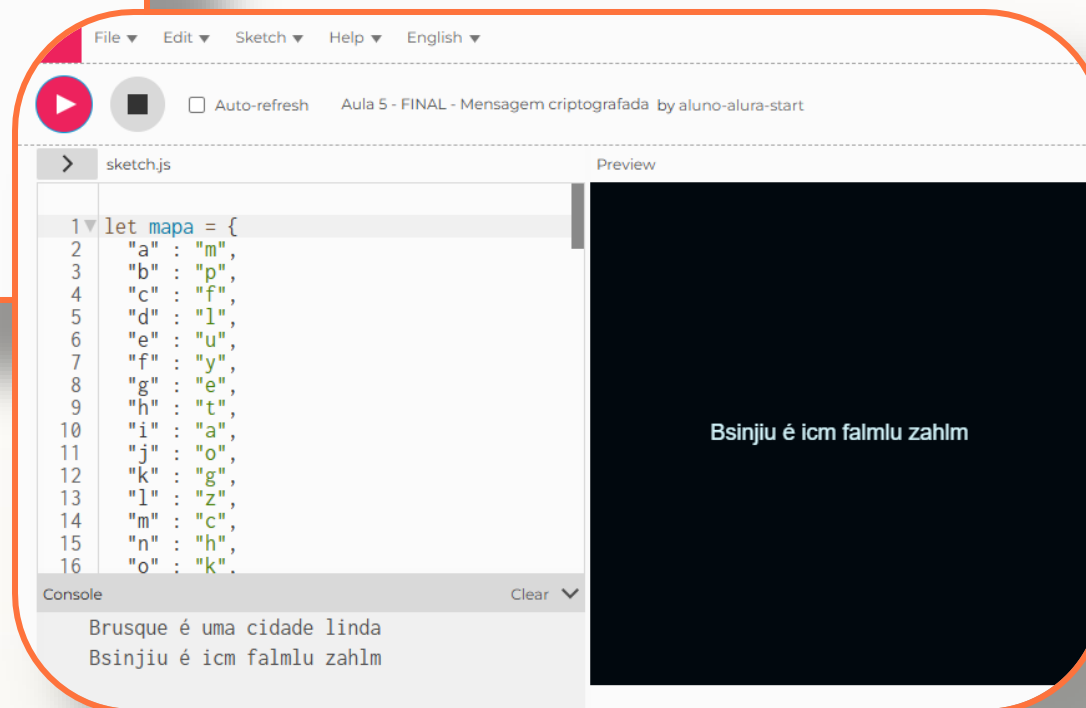 File ▼ Edit ▼ Sketch ▼ Help ▼ English ▼
Auto-refresh Aula 5 - FINAL - Mensagem criptografada by aluno-alura-start
sketch.js
Preview
1 let mapa = {
2 "a" : "m",
3 "b" : "p",
4 "c" : "f",
5 "d" : "l",
6 "e" : "u",
7 "f" : "y",
8 "g" : "e",
9 "h" : "t",
10 "i" : "a",
11 "j" : "o",
12 "k" : "g",
13 "l" : "z",
14 "m" : "c",
15 "n" : "h",
16 "o" : "k",
Bsinjiu é icm falmlu zahlm
Console Clear
Brusque é uma cidade linda
Bsinjiu é icm falmlu zahlm